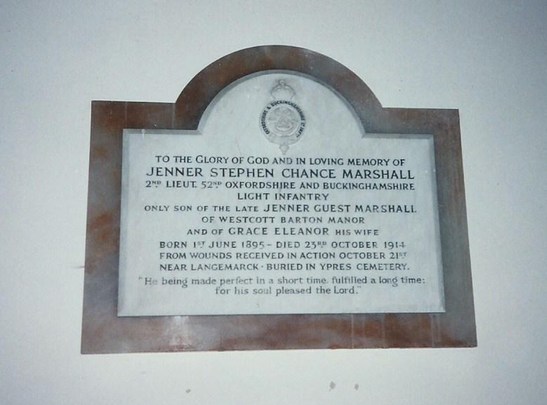 TO THE GLORY OF GOD AND IN LOVING MEMORY OF
JENNER STEPHEN CHANCE MARSHALL
2ND LIEUT. 52ND OXFORDSHIRE AND BUCKINGHAMSHIRE
LIGHT INFANTRY
ONLY SON OF THE LATE JENNER GUEST MARSHALL
OF WESTCOTT BARTON MANOR
AND OF GRACE ELEANOR HIS WIFE
BORN 1ST JUNE 1895 - DIED 23RD OCTOBER 1914
FROM WOUNDS RECEIVED IN ACTION OCTOBER 21ST
NEAR LANGEMARCK · BURIED IN YPRES CEMETERY.
"He being made perfect in a short time, fulfilled a long time:
for his soul pleased the Lord."